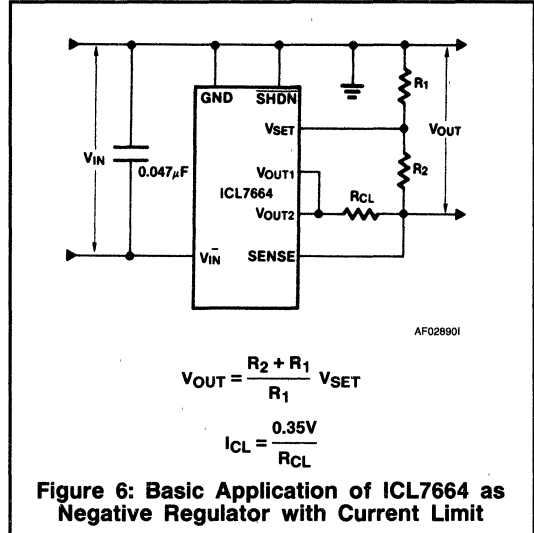 GND
SHDN
R1
VSET
VOUT
VIN
0.047μF
VOUT1
R2
ICL7664
VOUT2
RCL
VIN-
SENSE
AF02890I
VOUT = R2 + R1 / R1 VSET
ICL = 0.35V / RCL
Figure 6: Basic Application of ICL7664 as
Negative Regulator with Current Limit